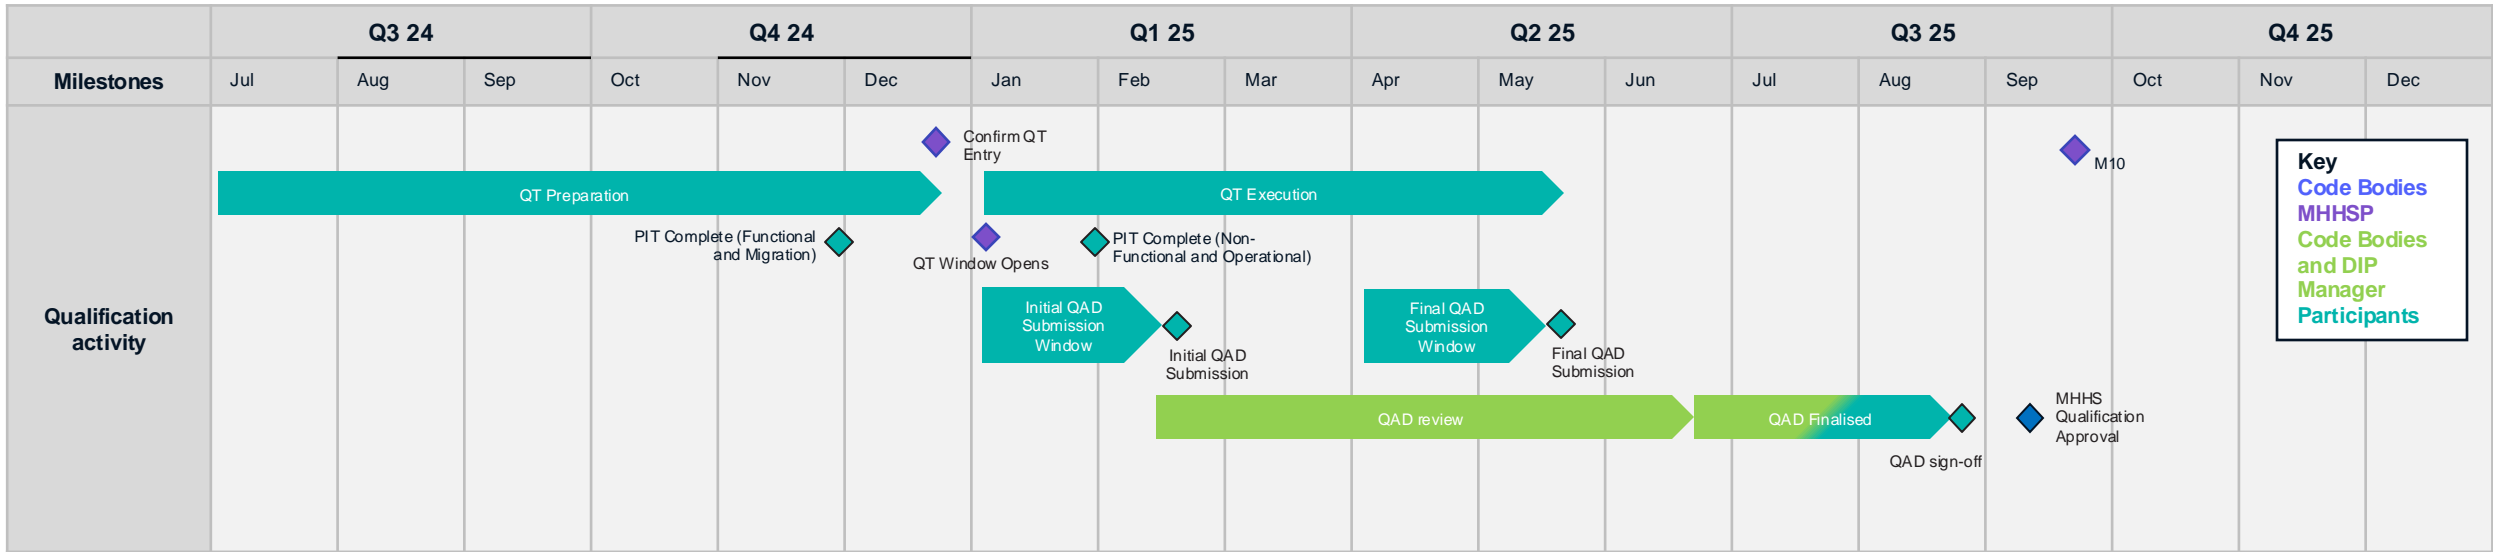 Q3 24
Q4 24
Q1 25
Q2 25
Q3 25
Q4 25
Milestones
Jul
Aug
Sep
Oct
Nov
Dec
Jan
Feb
Mar
Apr
May
Jun
Jul
Aug
Sep
Oct
Nov
Dec
Qualification
activity
Confirm QT
Entry
M10
QT Preparation
QT Execution
PIT Complete (Functional
and Migration)
QT Window Opens
PIT Complete (Non-
Functional and Operational)
Initial QAD
Submission
Window
Initial QAD
Submission
Final QAD
Submission
Window
Final QAD
Submission
QAD review
QAD Finalised
QAD sign-off
MHHS
Qualification
Approval
Key
Code Bodies
MHHSP
Code Bodies
and DIP
Manager
Participants